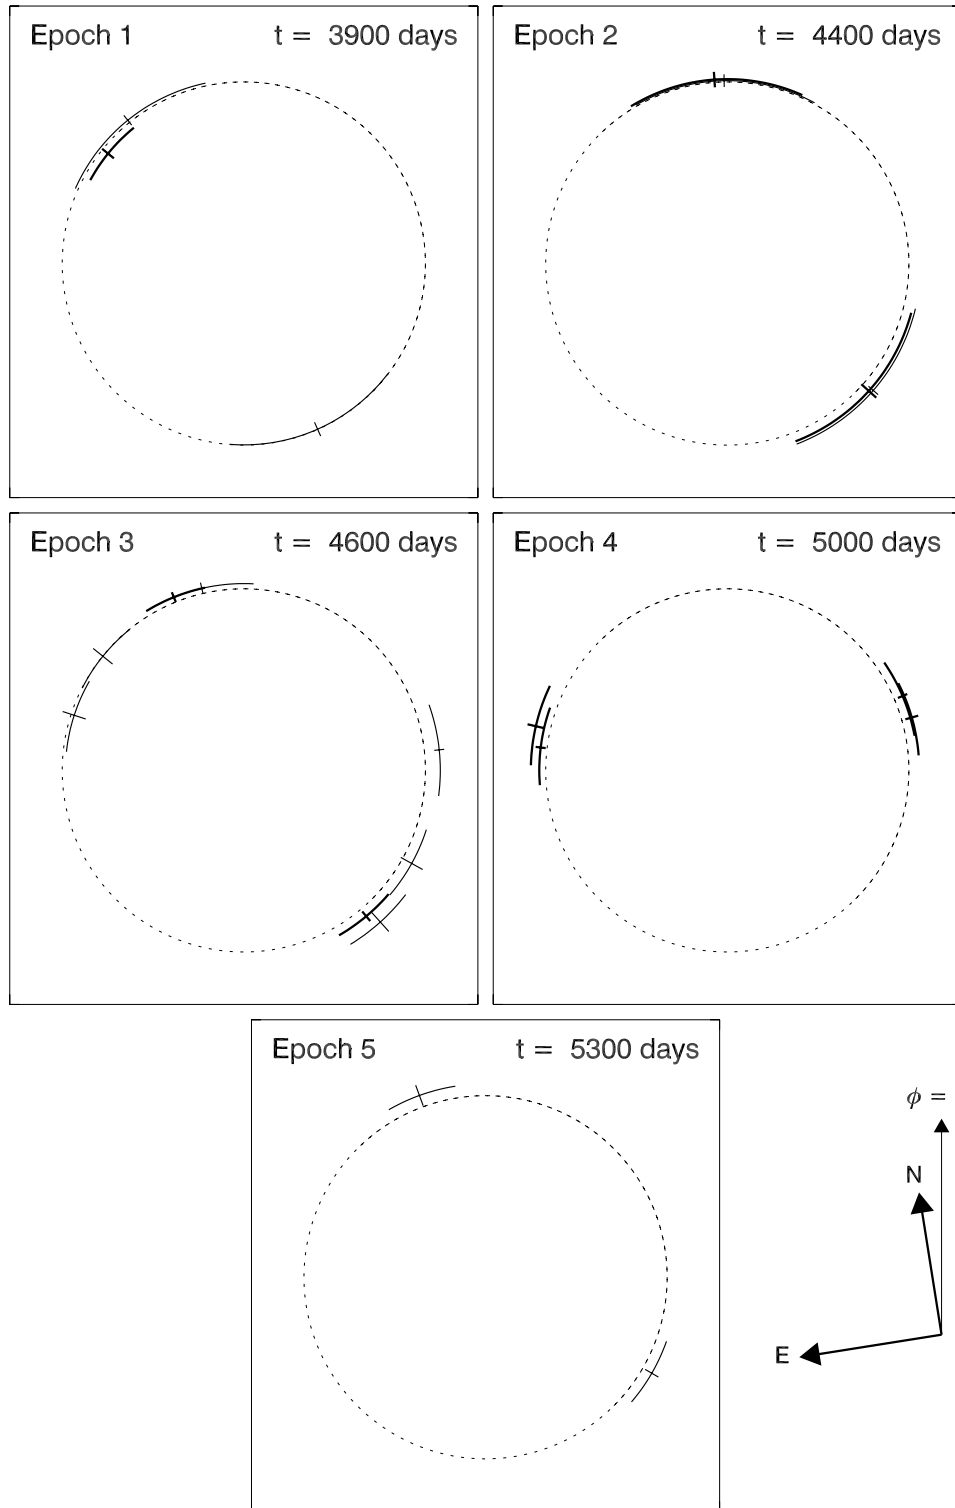 Epoch 1 t = 3900 days
Epoch 2 t = 4400 days
Epoch 3 t = 4600 days
Epoch 4 t = 5000 days
Epoch 5 t = 5300 days
ϕ =
N
E